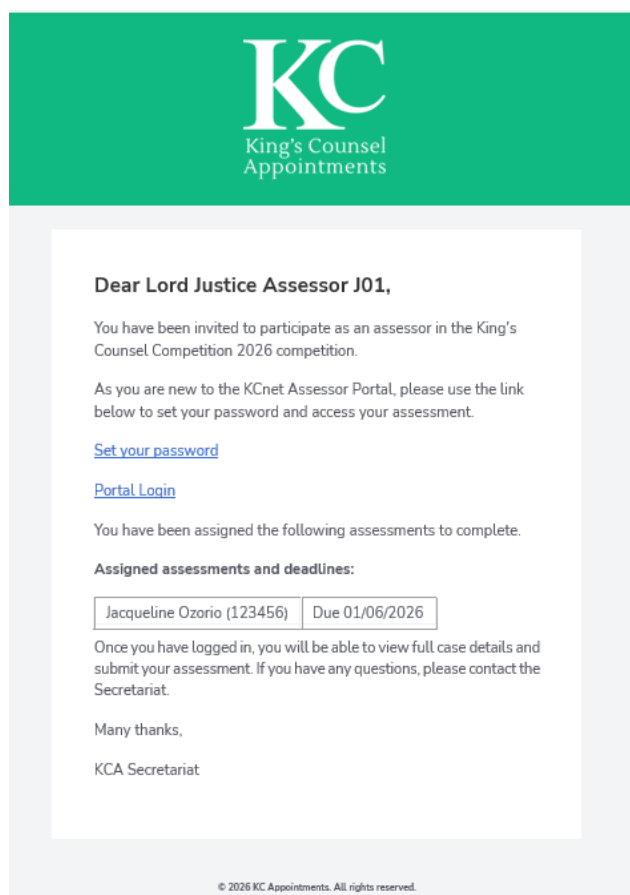 KC
King's Counsel
Appointments
Dear Lord Justice Assessor J01,
You have been invited to participate as an assessor in the King's
Counsel Competition 2026 competition.
As you are new to the KCnet Assessor Portal, please use the link
below to set your password and access your assessment.
Set your password
Portal Login
You have been assigned the following assessments to complete.
Assigned assessments and deadlines:
Jacqueline Ozorio (123456) Due 01/06/2026
Once you have logged in, you will be able to view full case details and
submit your assessment. If you have any questions, please contact the
Secretariat.
Many thanks,
KCA Secretariat
© 2026 KC Appointments. All rights reserved.